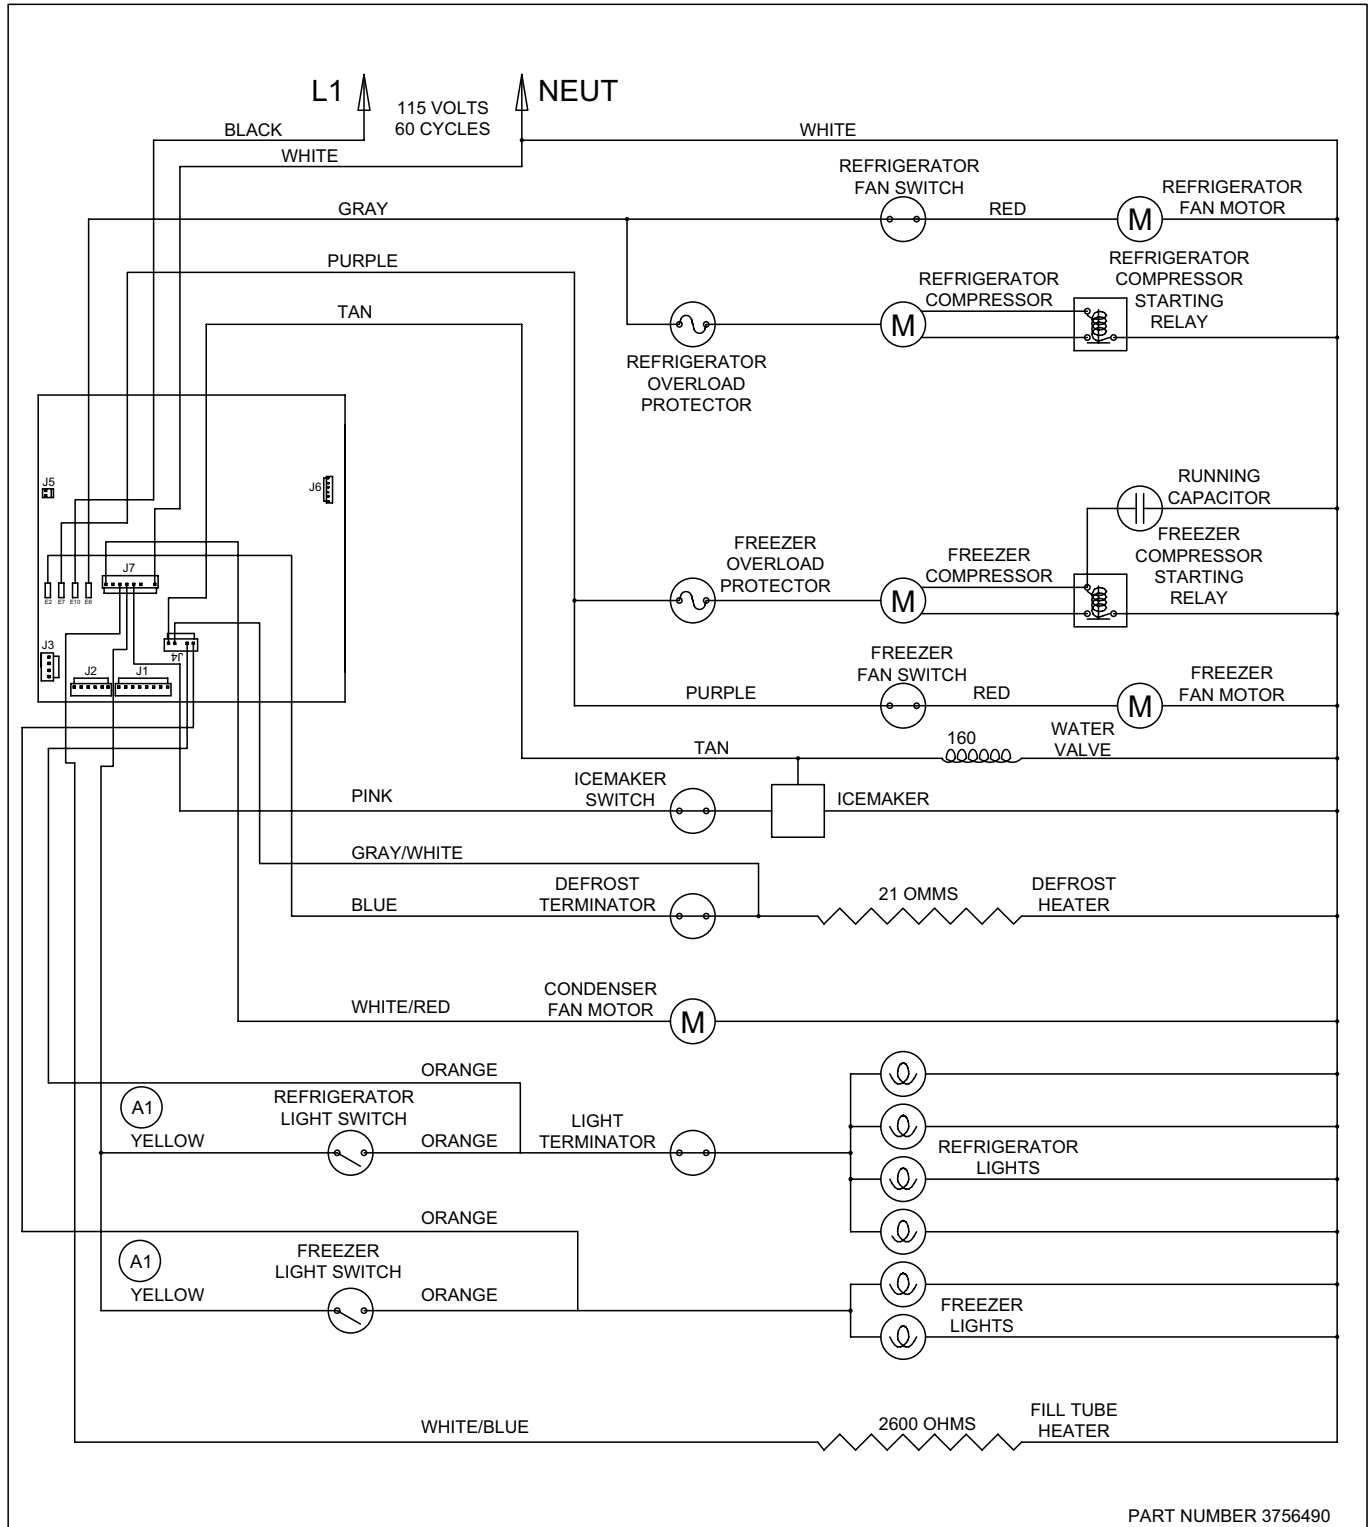 L1
115 VOLTS
60 CYCLES
NEUT
BLACK
WHITE
WHITE
REFRIGERATOR
FAN SWITCH
GRAY
RED
REFRIGERATOR
FAN MOTOR
PURPLE
REFRIGERATOR
COMPRESSOR
REFRIGERATOR
COMPRESSOR
STARTING
RELAY
TAN
M
M
REFRIGERATOR
OVERLOAD
PROTECTOR
J5
J6
RUNNING
CAPACITOR
FREEZER
OVERLOAD
PROTECTOR
FREEZER
COMPRESSOR
FREEZER
COMPRESSOR
STARTING
RELAY
M
J7
E2
E7
E10
E6
J3
J4
J2
J1
FREEZER
FAN SWITCH
PURPLE
RED
FREEZER
FAN MOTOR
M
TAN
160
WATER
VALVE
PINK
ICEMAKER
SWITCH
ICEMAKER
GRAY/WHITE
BLUE
DEFROST
TERMINATOR
21 OMMS
DEFROST
HEATER
WHITE/RED
CONDENSER
FAN MOTOR
M
ORANGE
A1
YELLOW
REFRIGERATOR
LIGHT SWITCH
ORANGE
LIGHT
TERMINATOR
REFRIGERATOR
LIGHTS
ORANGE
A1
YELLOW
FREEZER
LIGHT SWITCH
ORANGE
FREEZER
LIGHTS
WHITE/BLUE
2600 OHMS
FILL TUBE
HEATER
PART NUMBER 3756490